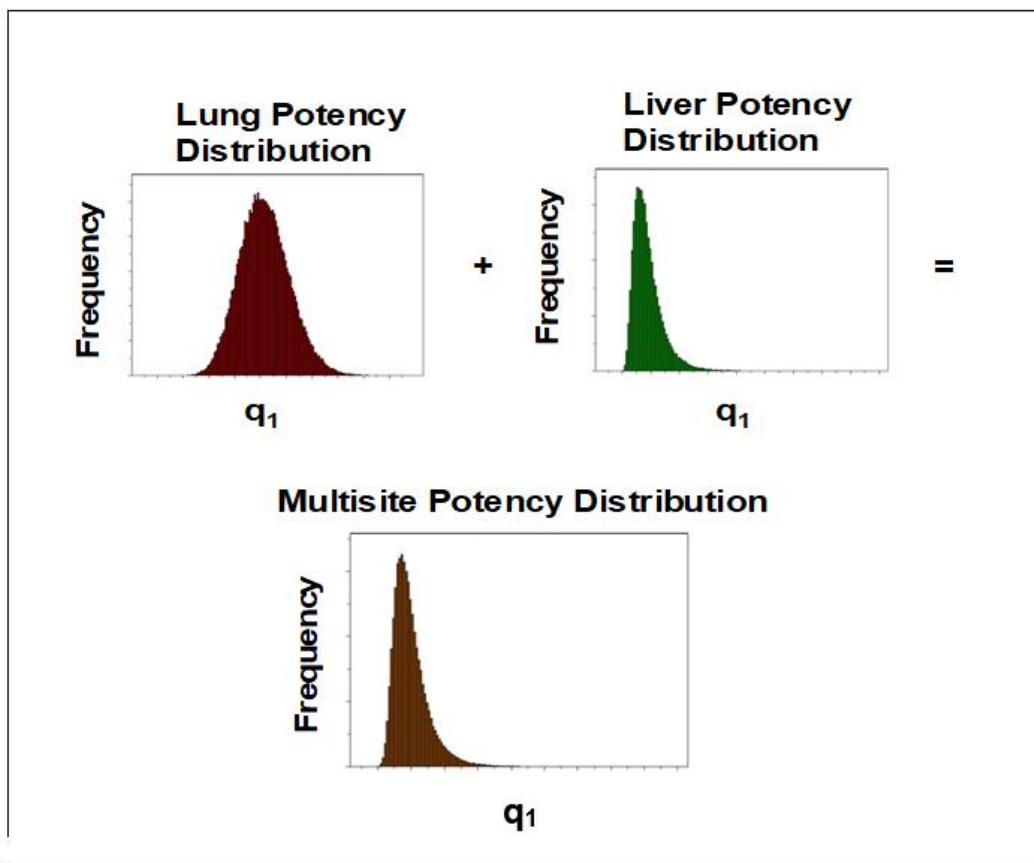 Lung Potency
Distribution
Frequency
q₁
+
Liver Potency
Distribution
Frequency
q₁
=
Multisite Potency Distribution
Frequency
q₁